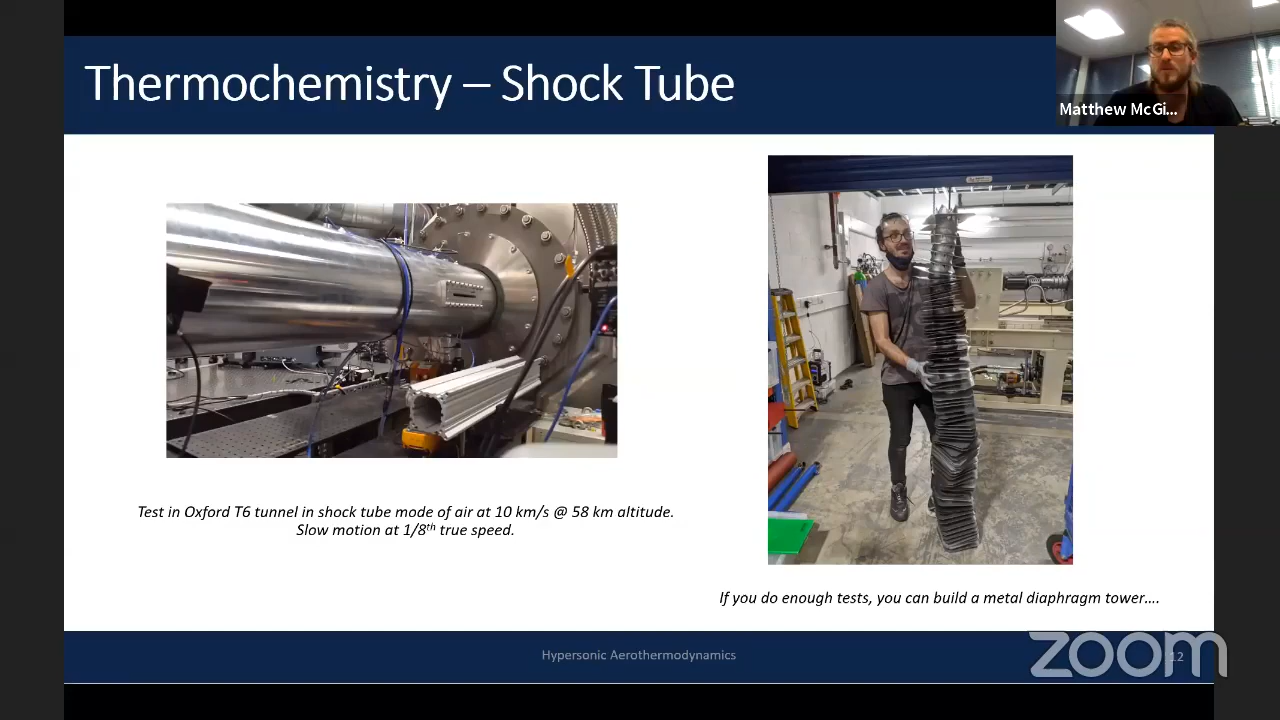 Thermochemistry – Shock Tube
Matthew McGi...
Test in Oxford T6 tunnel in shock tube mode of air at 10 km/s @ 58 km altitude.
Slow motion at 1/8th true speed.
If you do enough tests, you can build a metal diaphragm tower....
Hypersonic Aerothermodynamics
zoom
12